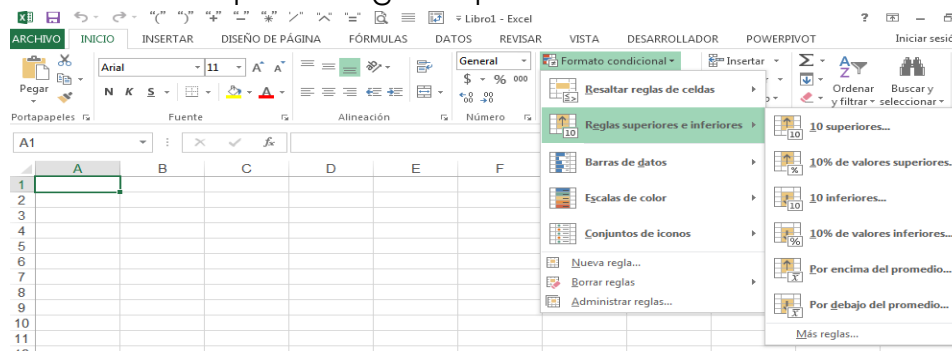 Libro1 - Excel
ARCHIVO INICIO INSERTAR DISEÑO DE PÁGINA FÓRMULAS DATOS REVISAR VISTA DESARROLLADOR POWERPIVOT Iniciar sesió
Pegar
Arial 11
N K S
General
$ - % 000
Formato condicional
Insertar
Ordenar y filtrar
Buscar y seleccionar
Portapapeles Fuente Alineación Número
A1
fx
A B C D E F
1
2
3
4
5
6
7
8
9
10
11
Resaltar reglas de celdas
Reglas superiores e inferiores
Barras de datos
Escalas de color
Conjuntos de iconos
Nueva regla...
Borrar reglas
Administrar reglas...
10 superiores...
10% de valores superiores...
10 inferiores...
10% de valores inferiores...
Por encima del promedio...
Por debajo del promedio...
Más reglas...